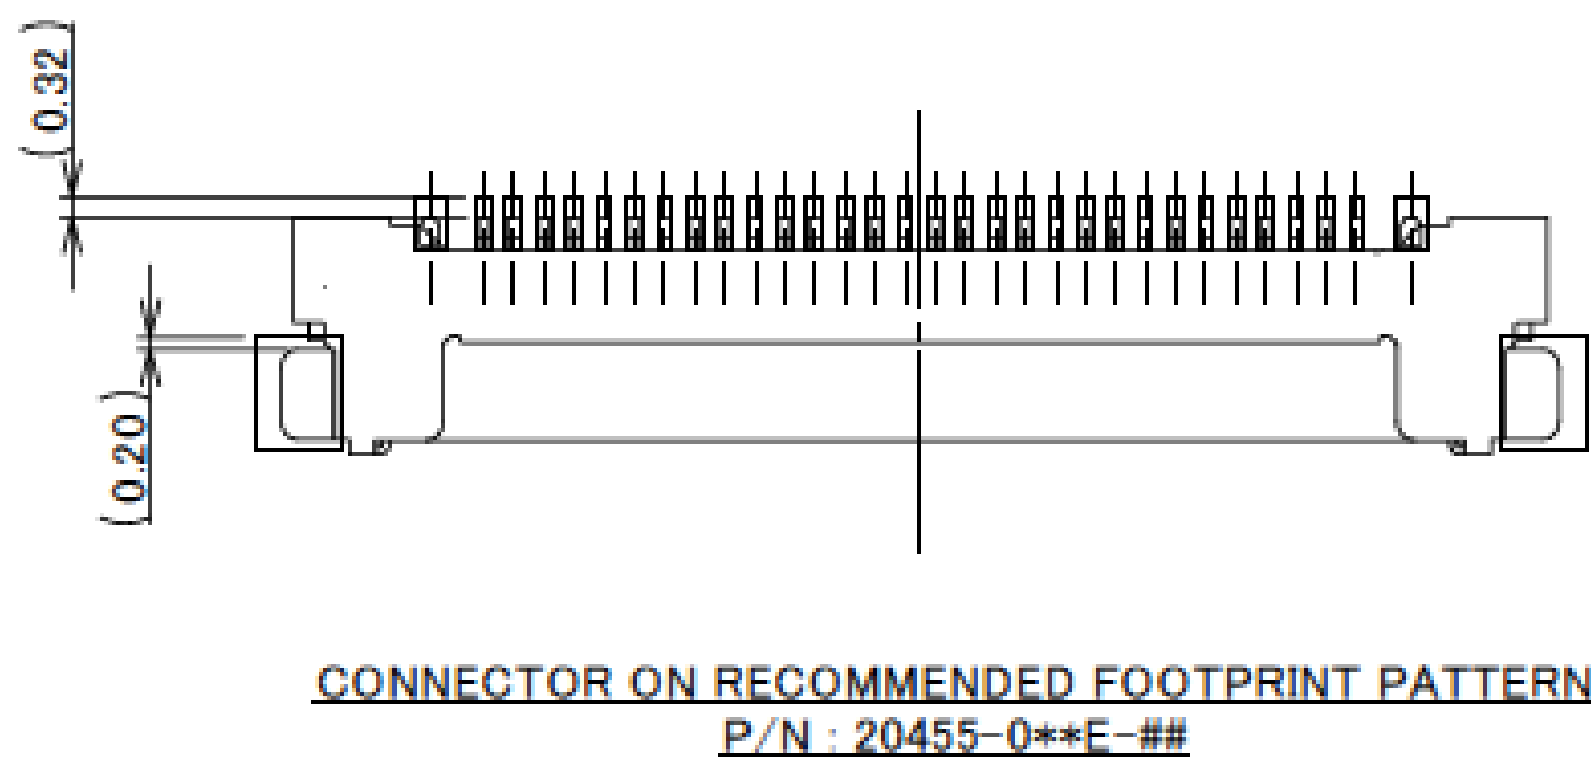 (0.32)
(0.20)
CONNECTOR ON RECOMMENDED FOOTPRINT PATTERN
P/N : 20455-0**E-##